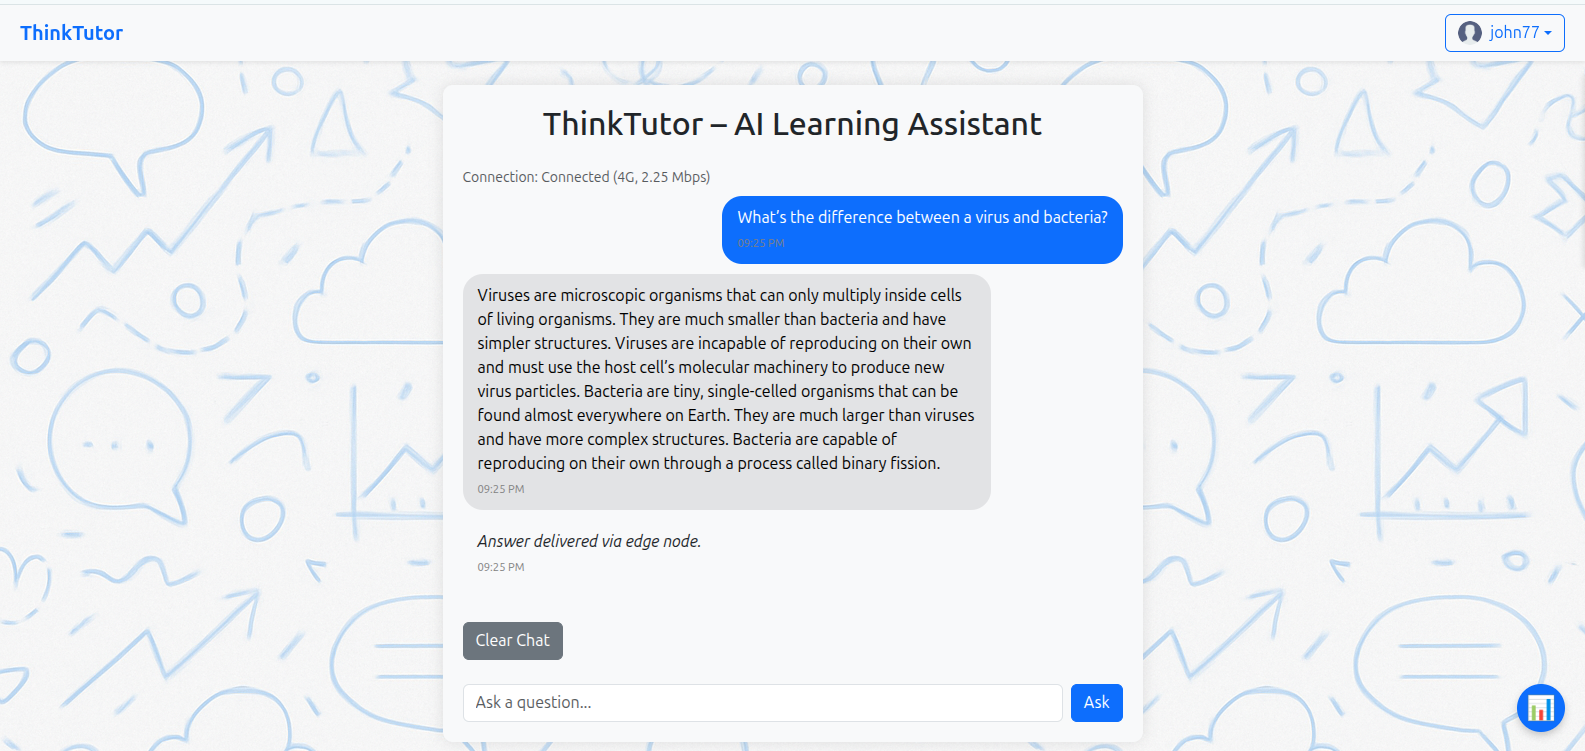 ThinkTutor
john77
ThinkTutor – AI Learning Assistant
Connection: Connected (4G, 2.25 Mbps)
What’s the difference between a virus and bacteria?
09:25 PM
Viruses are microscopic organisms that can only multiply inside cells
of living organisms. They are much smaller than bacteria and have
simpler structures. Viruses are incapable of reproducing on their own
and must use the host cell’s molecular machinery to produce new
virus particles. Bacteria are tiny, single-celled organisms that can be
found almost everywhere on Earth. They are much larger than viruses
and have more complex structures. Bacteria are capable of
reproducing on their own through a process called binary fission.
09:25 PM
Answer delivered via edge node.
09:25 PM
Clear Chat
Ask a question...
Ask